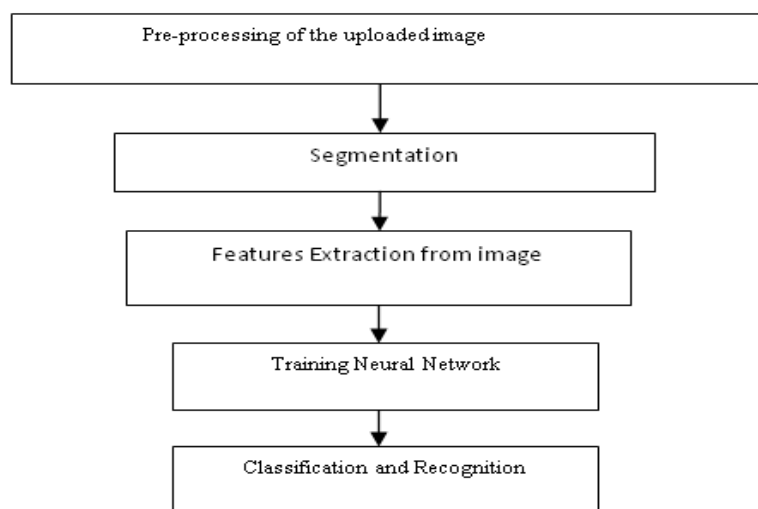 Pre-processing of the uploaded image
Segmentation
Features Extraction from image
Training Neural Network
Classification and Recognition